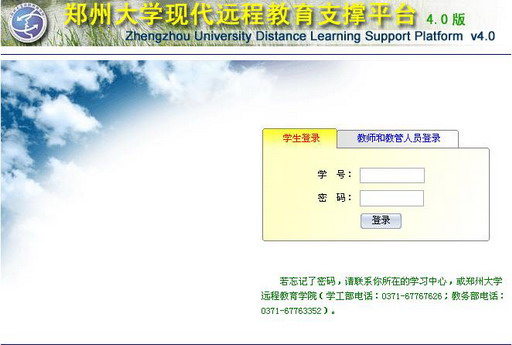 郑州大学现代远程教育支撑平台 4.0版
Zhengzhou University Distance Learning Support Platform v4.0
学生登录 教师和教管人员登录
学 号：
密 码：
登录
若忘记了密码，请联系你所在的学习中心，或郑州大学
远程教育学院（学工部电话：0371-67767626；教务部电话：
0371-67763352）。